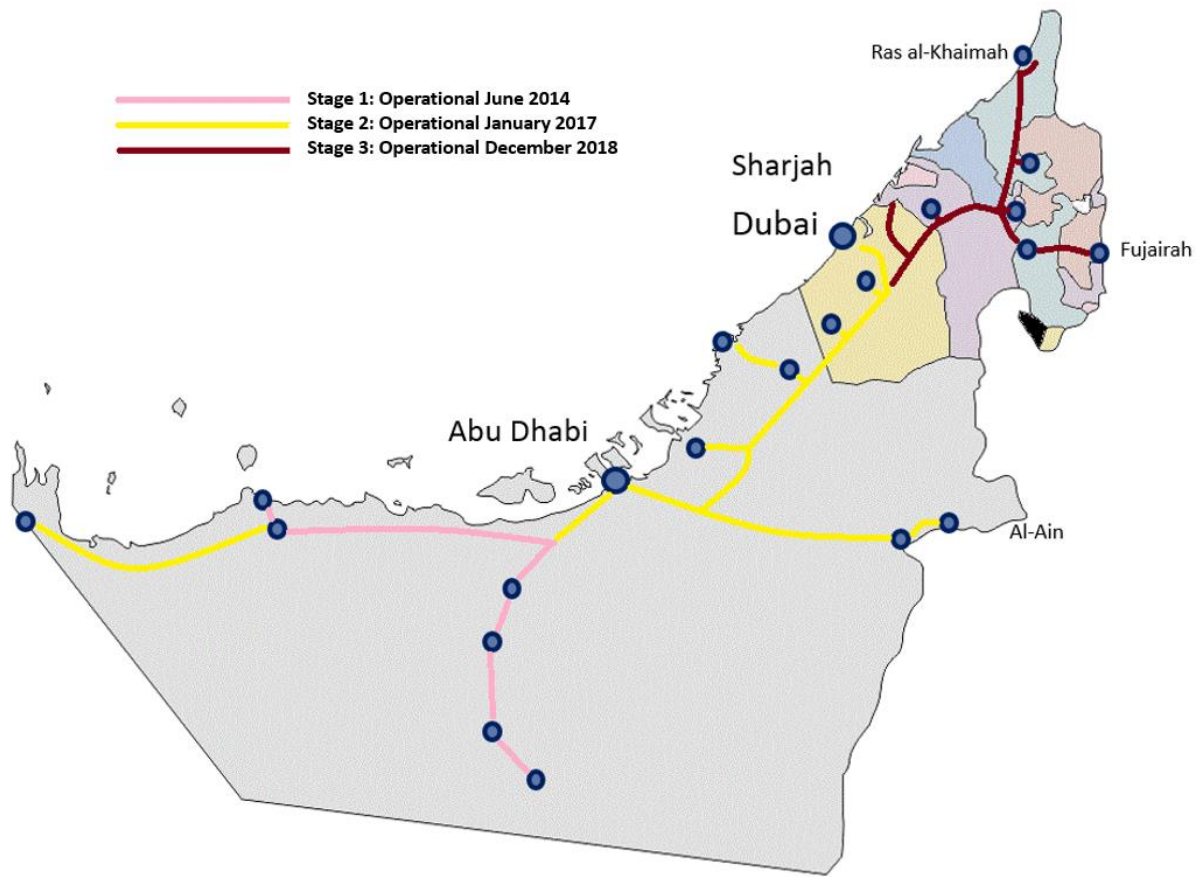 Ras al-Khaimah
Stage 1: Operational June 2014
Stage 2: Operational January 2017
Stage 3: Operational December 2018
Sharjah
Dubai
Fujairah
Abu Dhabi
Al-Ain